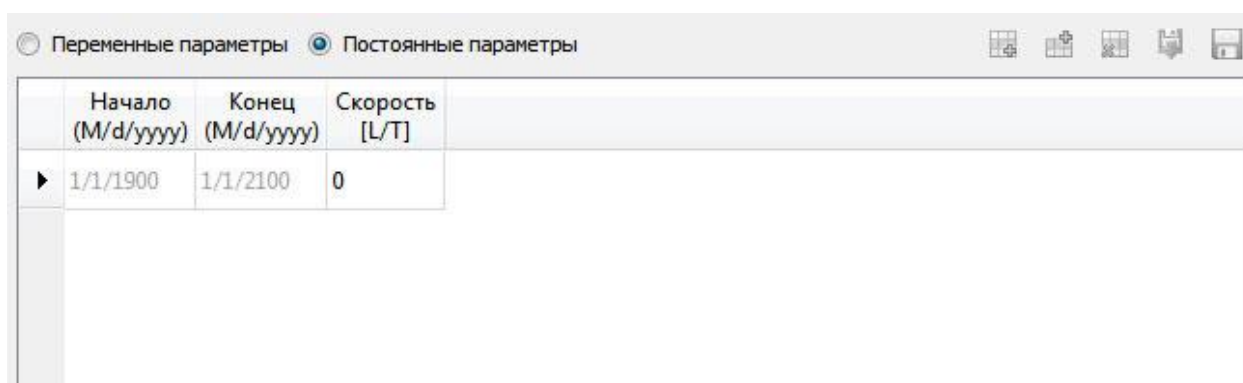 Переменные параметры Постоянные параметры
Начало Конец Скорость
(M/d/yyyy) (M/d/yyyy) [L/T]
1/1/1900 1/1/2100 0